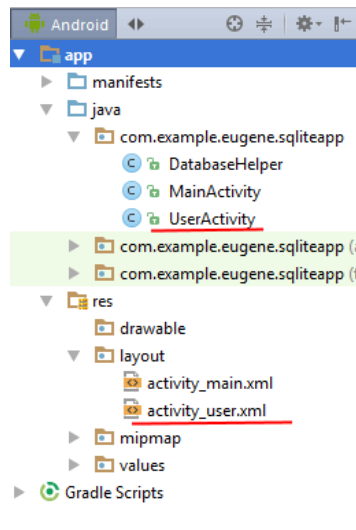 Android
app
manifests
java
com.example.eugene.sqliteapp
DatabaseHelper
MainActivity
UserActivity
com.example.eugene.sqliteapp (
com.example.eugene.sqliteapp (
res
drawable
layout
activity_main.xml
activity_user.xml
mipmap
values
Gradle Scripts